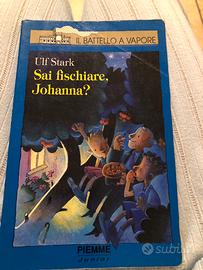 IL BATTELLO A VAPORE
Ulf Stark
Sai fischiare,
Johanna?
PIEMME
Junior
subito